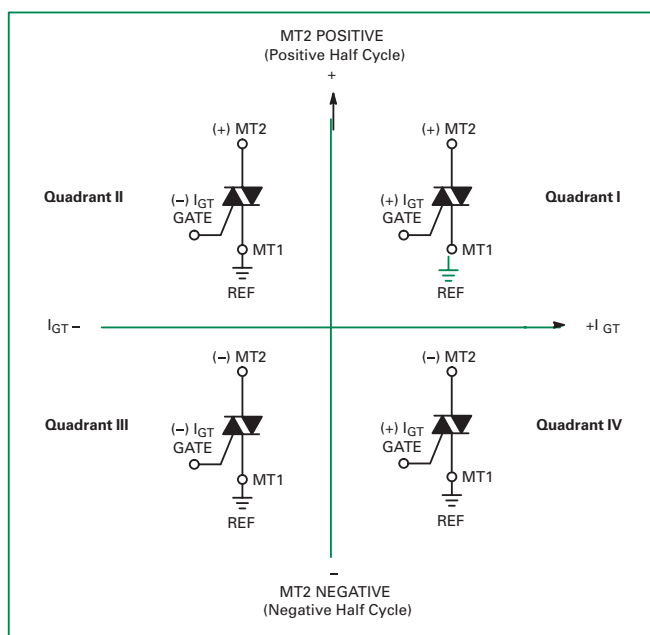 MT2 POSITIVE
(Positive Half Cycle)
+
(+) MT2
(+) MT2
Quadrant II
(−) IGT
GATE
MT1
REF
(+) IGT
GATE
MT1
REF
Quadrant I
IGT −
+I GT
(−) MT2
(−) MT2
Quadrant III
(−) IGT
GATE
MT1
REF
(+) IGT
GATE
MT1
REF
Quadrant IV
−
MT2 NEGATIVE
(Negative Half Cycle)